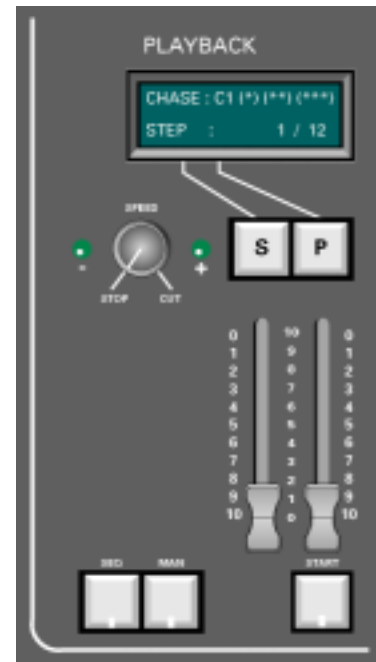 PLAYBACK
CHASE : C1 (*) (**) (***)
STEP : 1 / 12
SPEED
S P
- +
STOP CUT
0 10 0
1 9 1
2 8 2
3 7 3
4 6 4
5 5 5
6 4 6
7 3 7
8 2 8
9 1 9
10 0 10
SEQ MAN START